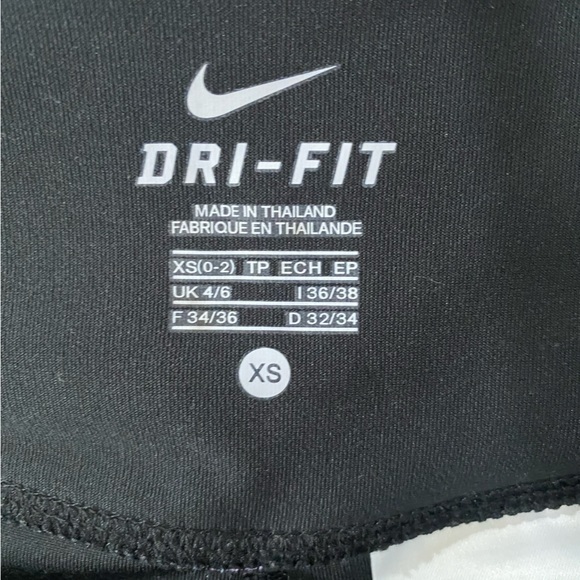 DRI-FIT
MADE IN THAILAND
FABRIQUE EN THAILANDE
XS(0-2) TP ECH EP
UK 4/6 I 36/38
F 34/36 D 32/34
XS